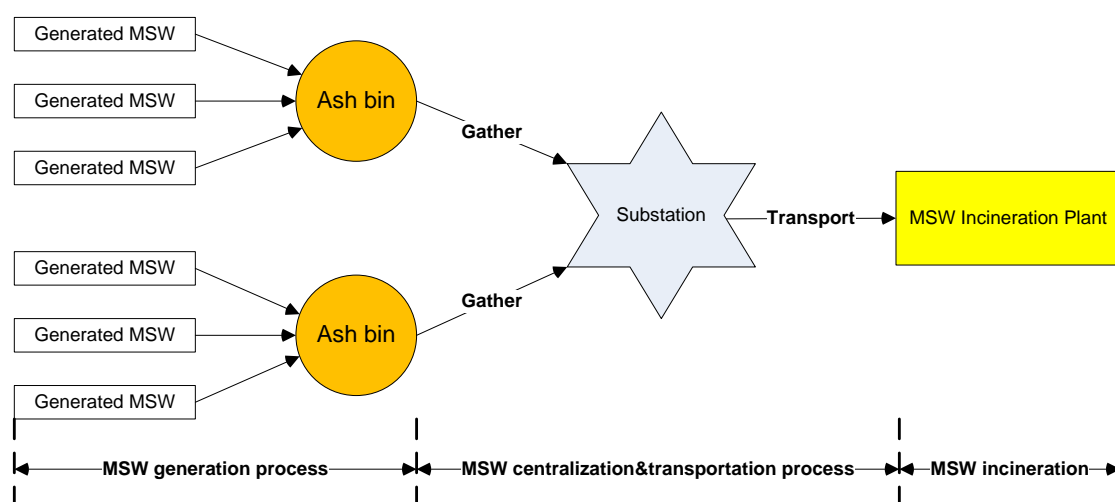 Generated MSW
Generated MSW
Generated MSW
Ash bin
Gather
Generated MSW
Generated MSW
Generated MSW
Ash bin
Gather
Substation
Transport
MSW Incineration Plant
MSW generation process
MSW centralization&transportation process
MSW incineration